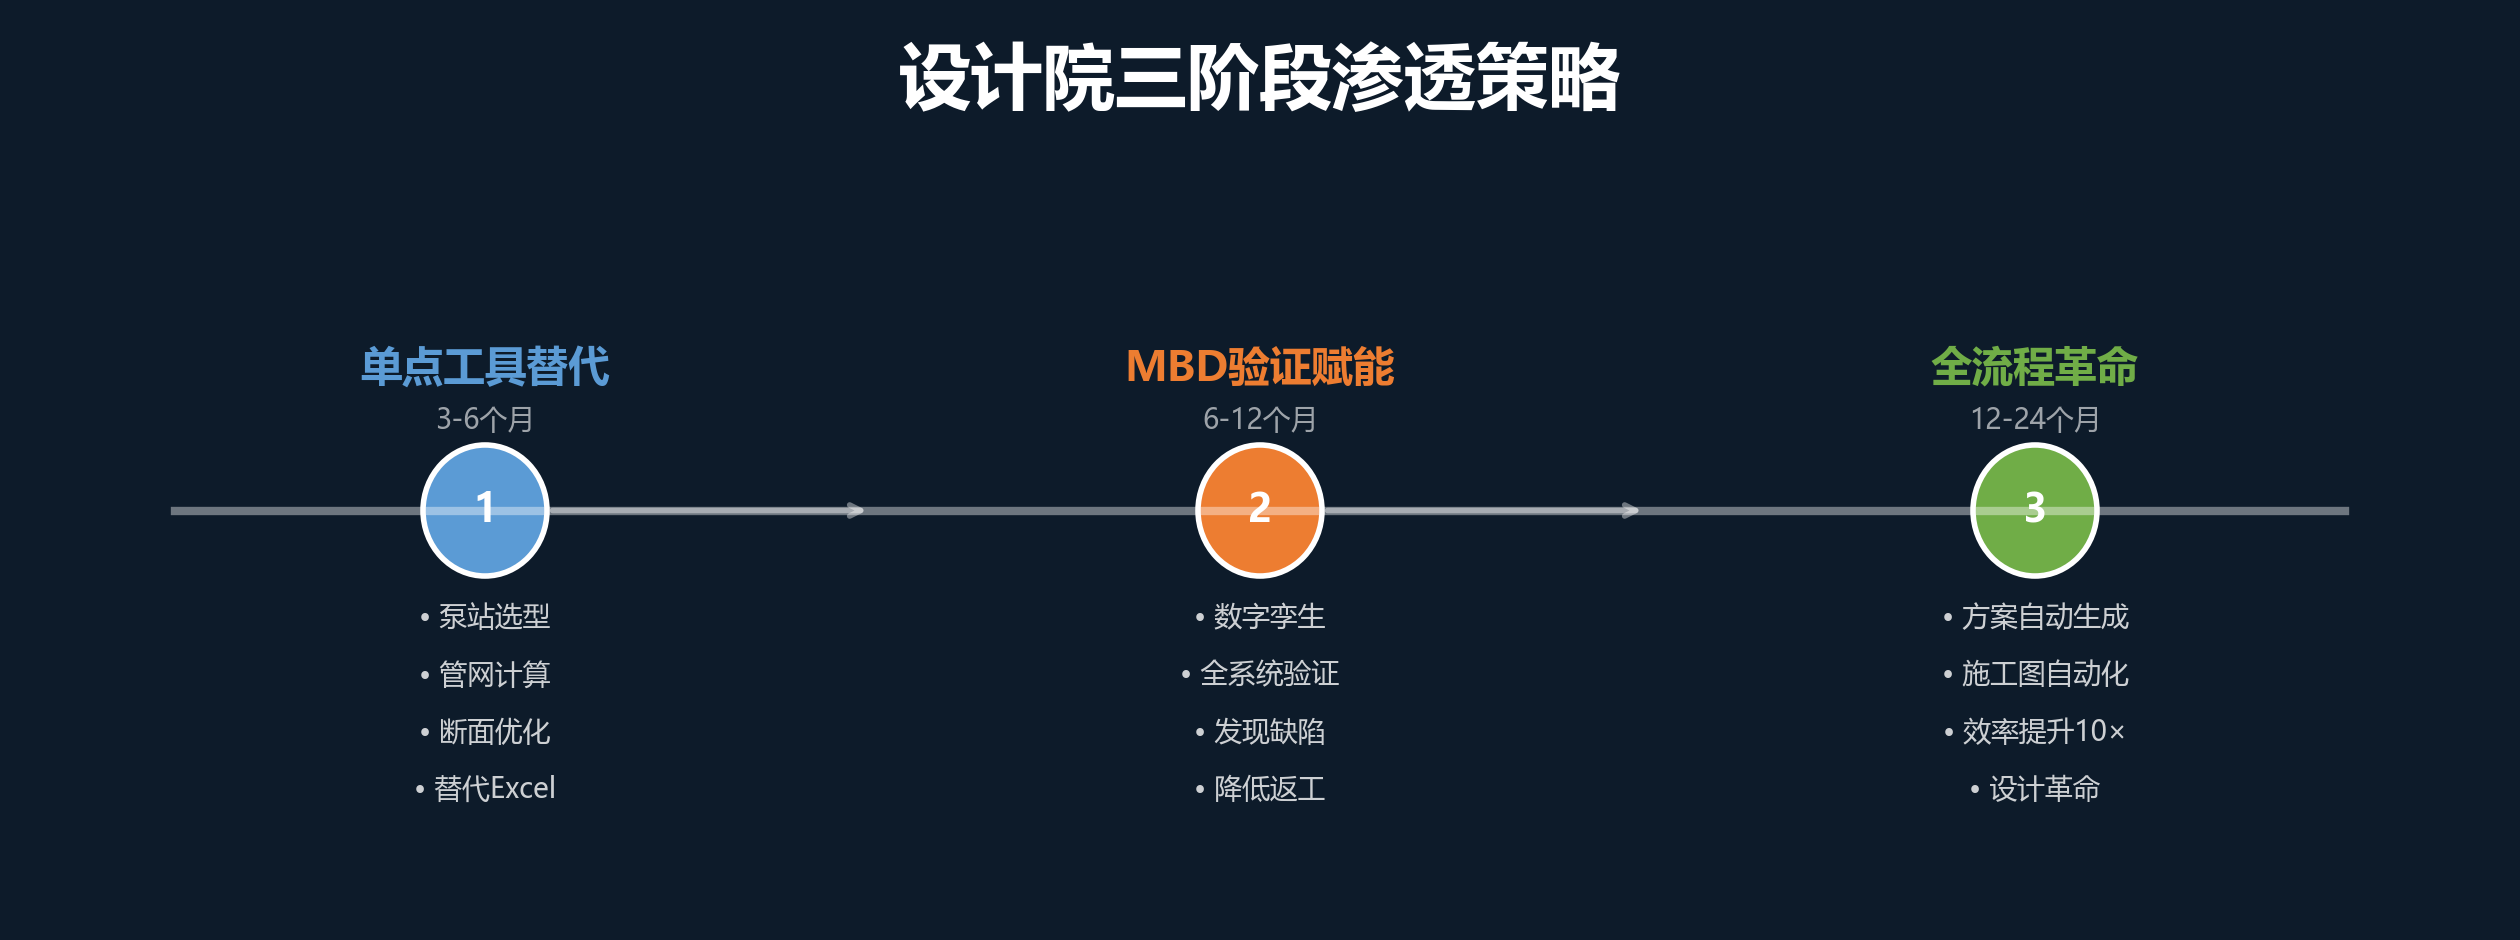 设计院三阶段渗透策略
单点工具替代
3-6个月
1
• 泵站选型
• 管网计算
• 断面优化
• 替代Excel
MBD验证赋能
6-12个月
2
• 数字孪生
• 全系统验证
• 发现缺陷
• 降低返工
全流程革命
12-24个月
3
• 方案自动生成
• 施工图自动化
• 效率提升10×
• 设计革命